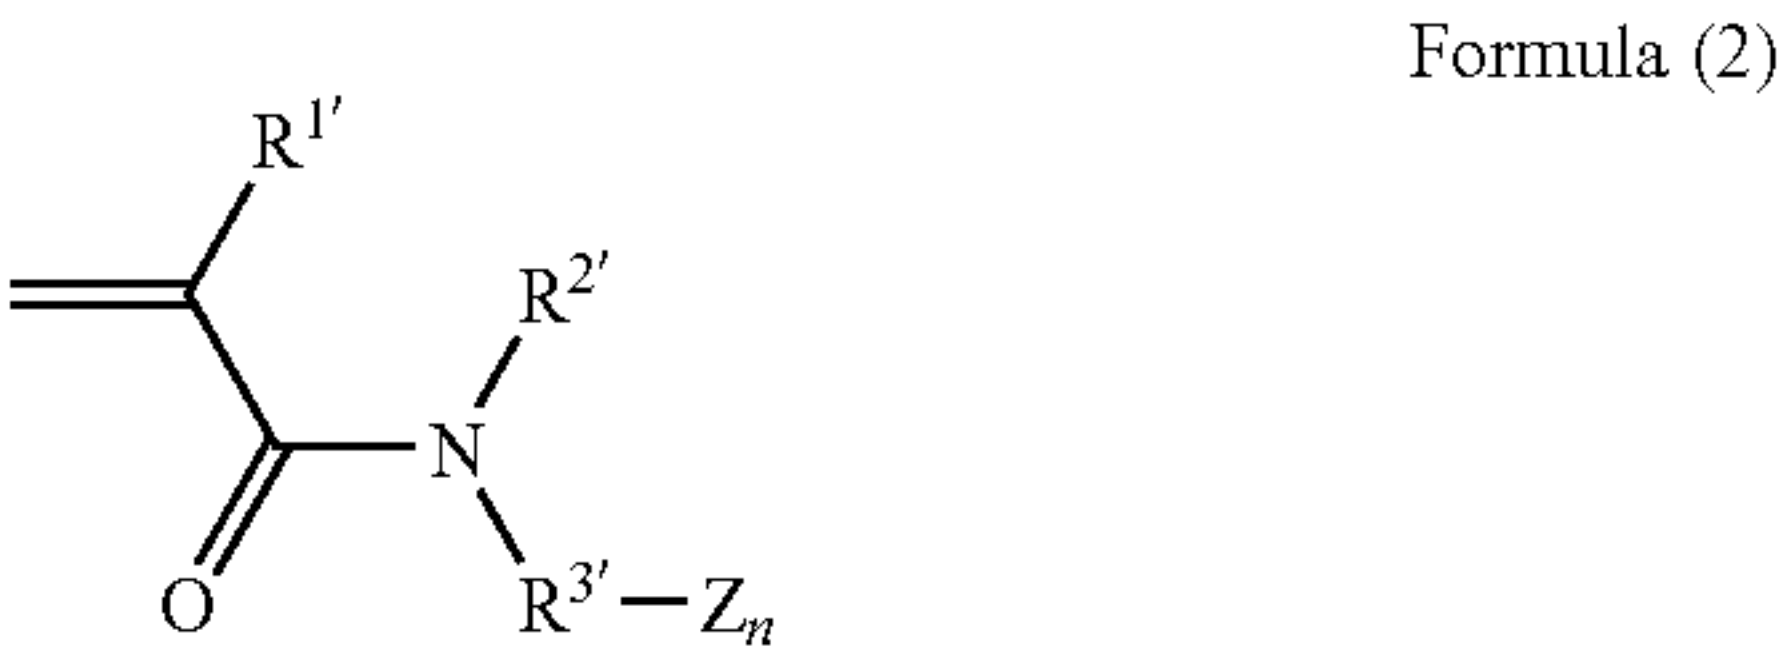 Formula (2)
R1'
R2'
N
O
R3'
Zn